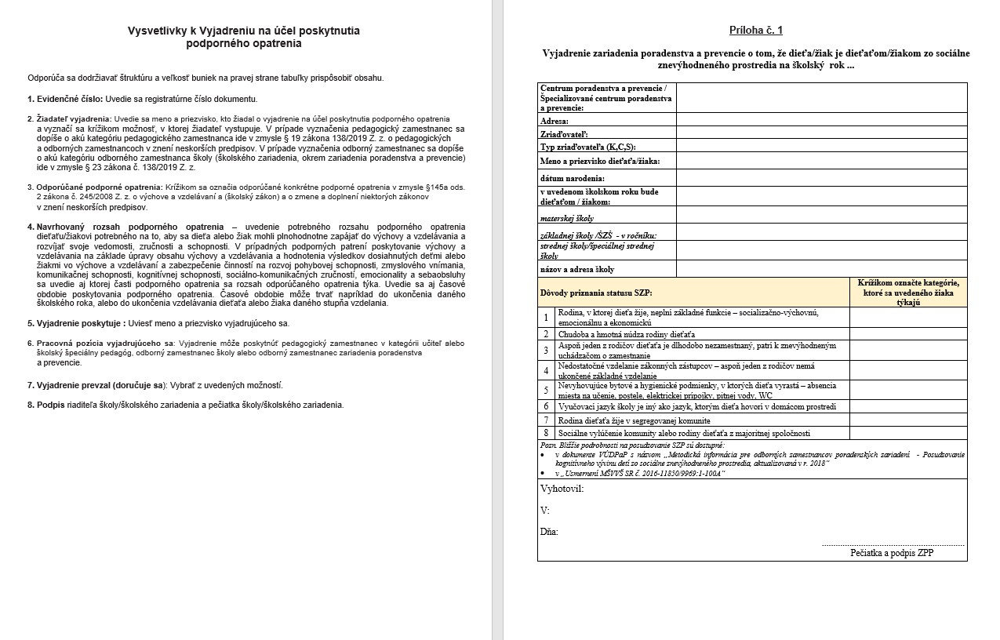 Vysvetlivky k Vyjadreniu na účel poskytnutia
podporného opatrenia
Odporúča sa dodržiavať štruktúru a veľkosť buniek na pravej strane tabuľky prispôsobiť obsahu.
1. Evidenčné číslo: Uvedie sa registratúrne číslo dokumentu.
2. Žiadateľ vyjadrenia: Uvedie sa meno a priezvisko, kto žiadal o vyjadrenie na účel poskytnutia podporného opatrenia
a vyznačí sa krížikom možnosť, v ktorej žiadateľ vystupuje. V prípade vyznačenia pedagogický zamestnanec sa
dopíše o akú kategóriu pedagogického zamestnanca ide v zmysle § 19 zákona 138/2019 Z. z. o pedagogických
a odborných zamestnancoch v znení neskorších predpisov. V prípade vyznačenia odborný zamestnanec sa dopíše
o akú kategóriu odborného zamestnanca školy (školského zariadenia, okrem zariadenia poradenstva a prevencie)
ide v zmysle § 23 zákona č. 138/2019 Z. z.
3. Odporúčané podporné opatrenia: Krížikom sa označia odporúčané konkrétne podporné opatrenia v zmysle §145a ods.
2 zákona č. 245/2008 Z. z. o výchove a vzdelávaní a (školský zákon) a o zmene a doplnení niektorých zákonov
v znení neskorších predpisov.
4. Navrhovaný rozsah podporného opatrenia – uvedenie potrebného rozsahu podporného opatrenia
dieťaťu/žiakovi potrebného na to, aby sa dieťa alebo žiak mohli plnohodnotne zapájať do výchovy a vzdelávania a
rozvíjať svoje vedomosti, zručnosti a schopnosti. V prípadných podporných patrení poskytovanie výchovy a
vzdelávania na základe úpravy obsahu výchovy a vzdelávania a hodnotenia výsledkov dosiahnutých deťmi alebo
žiakmi vo výchove a vzdelávaní a zabezpečenie činností na rozvoj pohybovej schopnosti, zmyslového vnímania,
komunikačnej schopnosti, kognitívnej schopnosti, sociálno-komunikačných zručností, emocionality a sebaobsluhy
sa uvedie aj ktorej časti podporného opatrenia sa rozsah odporúčaného opatrenia týka. Uvedie sa aj časové
obdobie poskytovania podporného opatrenia. Časové obdobie môže trvať napríklad do ukončenia daného
školského roka, alebo do ukončenia vzdelávania dieťaťa alebo žiaka daného stupňa vzdelania.
5. Vyjadrenie poskytuje : Uviesť meno a priezvisko vyjadrujúceho sa.
6. Pracovná pozícia vyjadrujúceho sa: Vyjadrenie môže poskytnúť pedagogický zamestnanec v kategórii učiteľ alebo
školský špeciálny pedagóg, odborný zamestnanec školy alebo odborný zamestnanec zariadenia poradenstva
a prevencie.
7. Vyjadrenie prevzal (doručuje sa): Vybrať z uvedených možností.
8. Podpis riaditeľa školy/školského zariadenia a pečiatka školy/školského zariadenia.
Príloha č. 1
Vyjadrenie zariadenia poradenstva a prevencie o tom, že dieťa/žiak je dieťaťom/žiakom zo sociálne
znevýhodneného prostredia na školský rok ...
Centrum poradenstva a prevencie /
Špecializované centrum poradenstva
a prevencie:
Adresa:
Zriaďovateľ:
Typ zriaďovateľa (K,C,S):
Meno a priezvisko dieťaťa/žiaka:
dátum narodenia:
v uvedenom školskom roku bude
dieťaťom / žiakom:
materskej školy
základnej školy /ŠZŠ - v ročníku:
strednej školy/špeciálnej strednej
školy
názov a adresa školy
Dôvody priznania statusu SZP:
Krížikom označte kategórie,
ktoré sa uvedeného žiaka
týkajú
1 Rodina, v ktorej dieťa žije, neplní základné funkcie – socializačno-výchovnú,
emocionálnu a ekonomickú
2 Chudoba a hmotná núdza rodiny dieťaťa
3 Aspoň jeden z rodičov dieťaťa je dlhodobo nezamestnaný, patrí k znevýhodneným
uchádzačom o zamestnanie
4 Nedostatočné vzdelanie zákonných zástupcov – aspoň jeden z rodičov nemá
ukončené základné vzdelanie
5 Nevyhovujúce bytové a hygienické podmienky, v ktorých dieťa vyrastá – absencia
miesta na učenie, postele, elektrickej prípojky, pitnej vody, WC
6 Vyučovací jazyk školy je iný ako jazyk, ktorým dieťa hovorí v domácom prostredí
7 Rodina dieťaťa žije v segregovanej komunite
8 Sociálne vylúčenie komunity alebo rodiny dieťaťa z majoritnej spoločnosti
Pozn. Bližšie podrobnosti na posudzovanie SZP sú dostupné:
• v dokumente VÚDPaP s názvom „Metodická informácia pre odborných zamestnancov poradenských zariadení - Posudzovanie
kognitívneho vývinu detí zo sociálne znevýhodneného prostredia, aktualizovaná v r. 2018"
• v „Usmernení MŠVVŠ SR č. 2016-11850/9969:1-100A"
Vyhotovil:
V:
Dňa:
..............................................................
Pečiatka a podpis ZPP